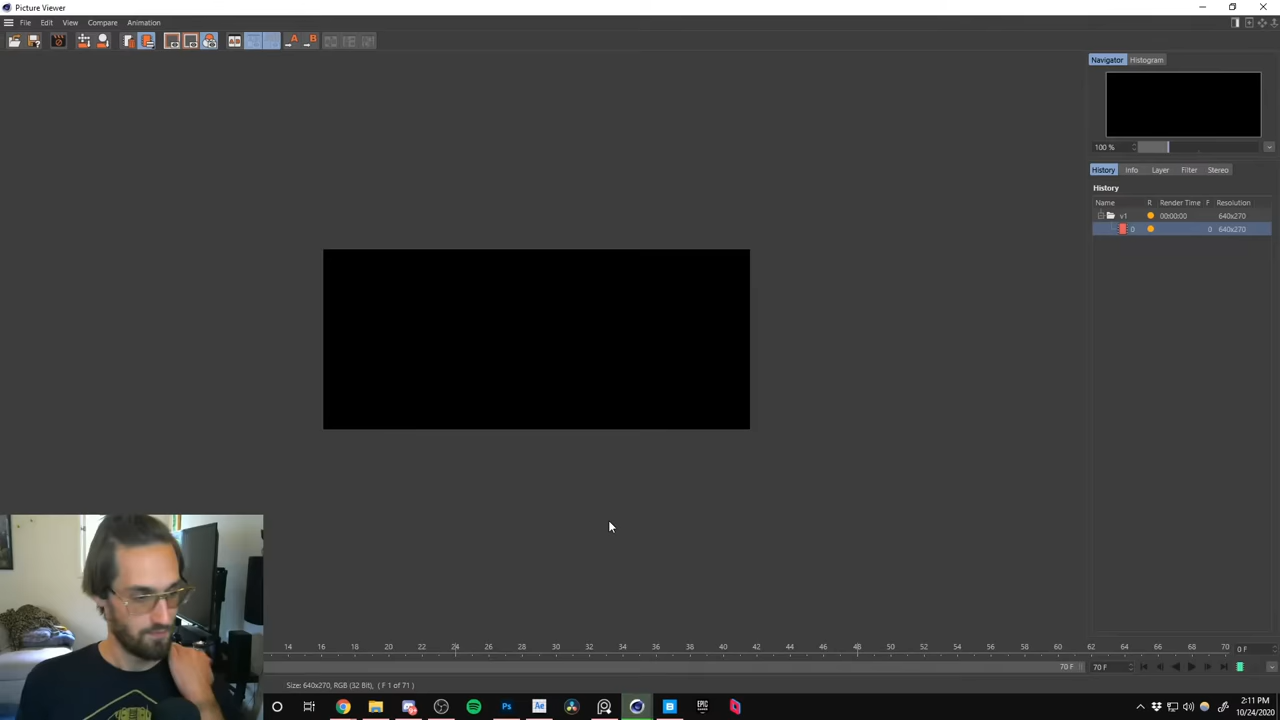 Picture Viewer
File Edit View Compare Animation
A B
Navigator Histogram
100 %
History Info Layer Filter Stereo
History
Name R Render Time F Resolution
v1 00:00:00 640x270
0 0 640x270
14 16 18 20 22 24 26 28 30 32 34 36 38 40 42 44 46 48 50 52 54 56 58 60 62 64 66 68 70 0 F
70 F 70 F
Size: 640x270, RGB (32 Bit), ( F 1 of 71 )
Ps Ae EPIC
2:11 PM
10/24/2020